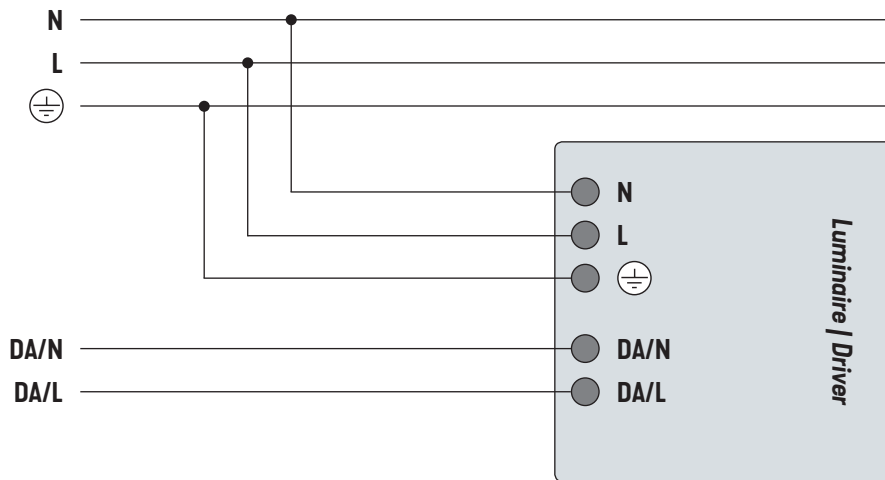 N
L
N
L
Luminaire | Driver
DA/N
DA/N
DA/L
DA/L